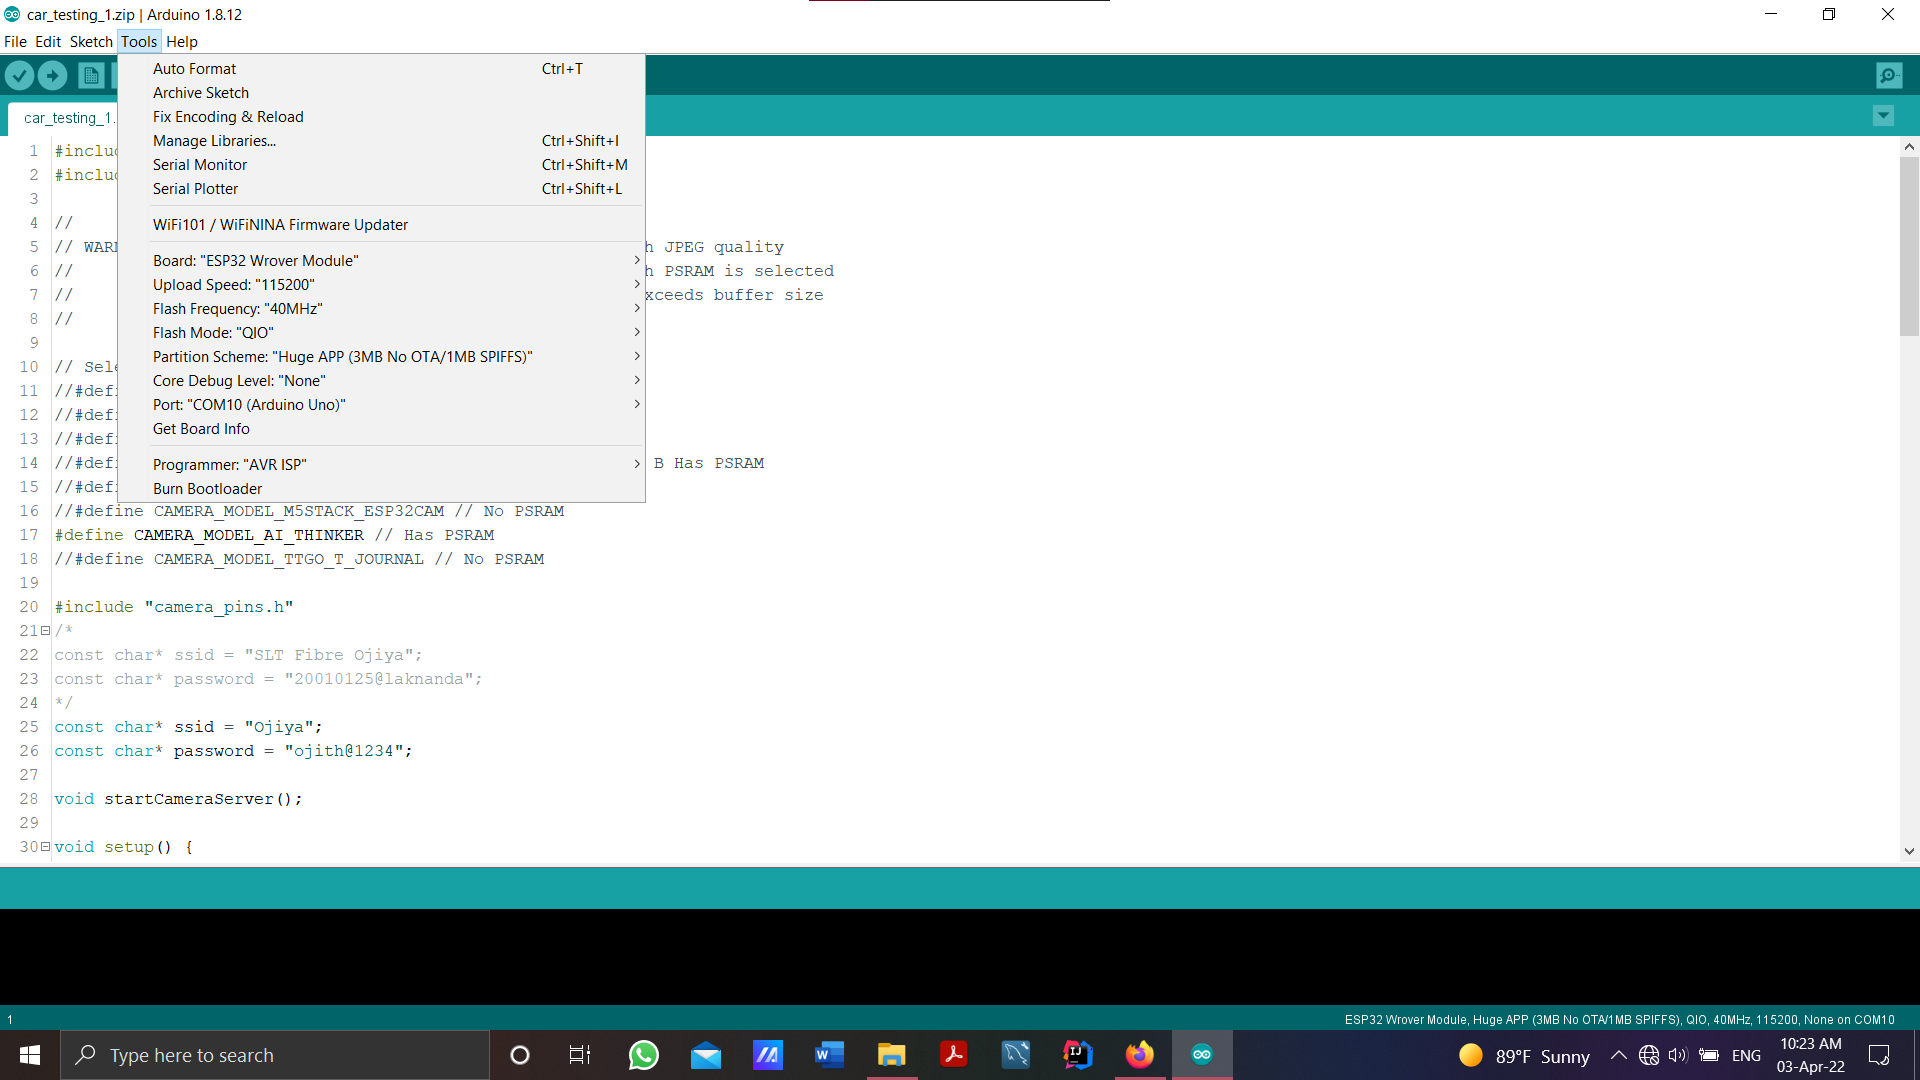 car_testing_1.zip | Arduino 1.8.12
File Edit Sketch Tools Help
Auto Format Ctrl+T
Archive Sketch
Fix Encoding & Reload
Manage Libraries... Ctrl+Shift+I
Serial Monitor Ctrl+Shift+M
Serial Plotter Ctrl+Shift+L
WiFi101 / WiFiNINA Firmware Updater
Board: "ESP32 Wrover Module"
Upload Speed: "115200"
Flash Frequency: "40MHz"
Flash Mode: "QIO"
Partition Scheme: "Huge APP (3MB No OTA/1MB SPIFFS)"
Core Debug Level: "None"
Port: "COM10 (Arduino Uno)"
Get Board Info
Programmer: "AVR ISP"
Burn Bootloader
car_testing_1.
1 #inclu
2 #inclu
3
4 //
5 // WAR h JPEG quality
6 // h PSRAM is selected
7 // xceeds buffer size
8 //
9
10 // Sel
11 //#def
12 //#def
13 //#def
14 //#def B Has PSRAM
15 //#def
16 //#define CAMERA_MODEL_M5STACK_ESP32CAM // No PSRAM
17 #define CAMERA_MODEL_AI_THINKER // Has PSRAM
18 //#define CAMERA_MODEL_TTGO_T_JOURNAL // No PSRAM
19
20 #include "camera_pins.h"
21 /*
22 const char* ssid = "SLT Fibre Ojiya";
23 const char* password = "20010125@laknanda";
24 */
25 const char* ssid = "Ojiya";
26 const char* password = "ojith@1234";
27
28 void startCameraServer();
29
30 void setup() {
1 ESP32 Wrover Module, Huge APP (3MB No OTA/1MB SPIFFS), QIO, 40MHz, 115200, None on COM10
Type here to search
89°F Sunny
ENG
10:23 AM
03-Apr-22